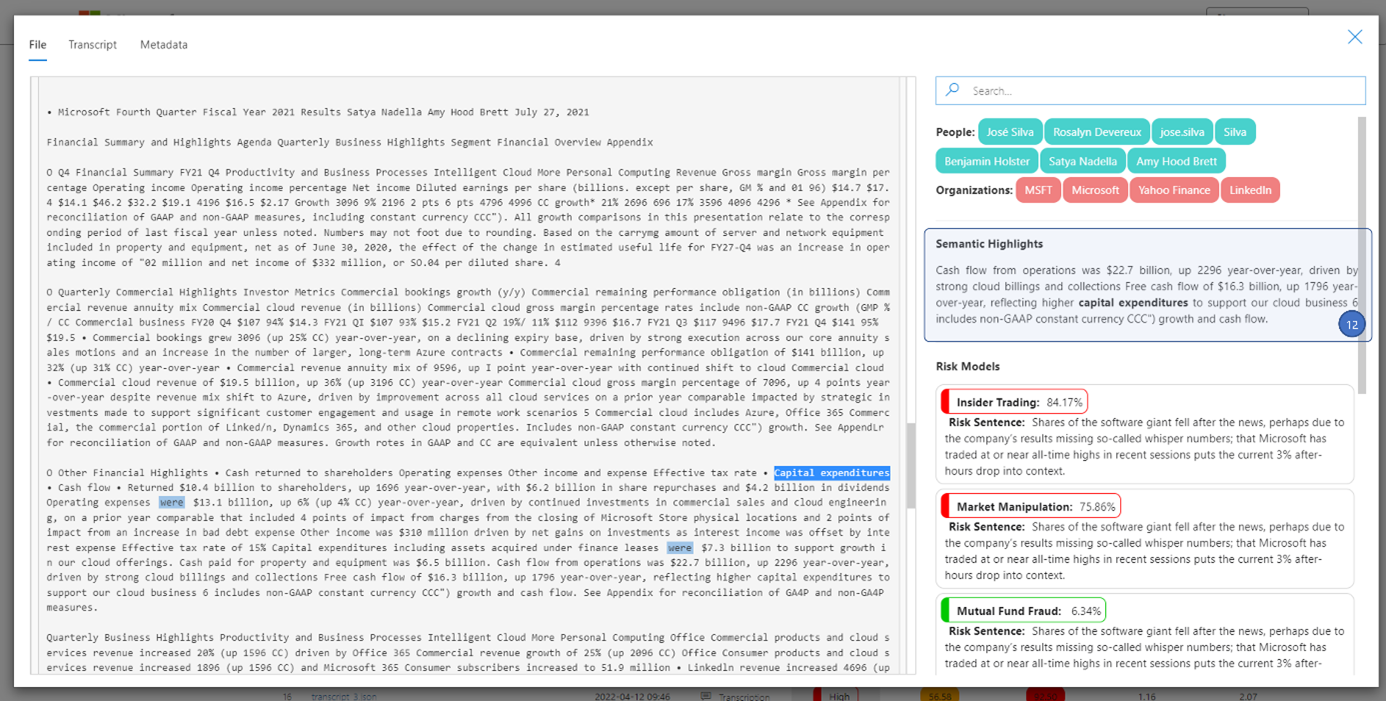 File Transcript Metadata
• Microsoft Fourth Quarter Fiscal Year 2021 Results Satya Nadella Amy Hood Brett July 27, 2021
Financial Summary and Highlights Agenda Quarterly Business Highlights Segment Financial Overview Appendix
O Q4 Financial Summary FY21 Q4 Productivity and Business Processes Intelligent Cloud More Personal Computing Revenue Gross margin Gross margin per
centage Operating income Operating income percentage Net income Diluted earnings per share (billions. except per share, GM % and 01 96) $14.7 $17.
4 $14.1 $46.2 $32.2 $19.1 4196 $16.5 $2.17 Growth 3096 9% 2196 2 pts 6 pts 4796 4996 CC growth* 21% 2696 696 17% 3596 4096 4296 * See Appendix for
reconciliation of GAAP and non-GAAP measures, including constant currency CCC"). All growth comparisons in this presentation relate to the corresp
onding period of last fiscal year unless noted. Numbers may not foot due to rounding. Based on the carrymg amount of server and network equipment
included in property and equipment, net as of June 30, 2020, the effect of the change in estimated useful life for FY27-Q4 was an increase in oper
ating income of "02 million and net income of $332 million, or SO.04 per diluted share. 4
O Quarterly Commercial Highlights Investor Metrics Commercial bookings growth (y/y) Commercial remaining performance obligation (in billions) Comm
ercial revenue annuity mix Commercial cloud revenue (in billions) Commercial cloud gross margin percentage rates include non-GAAP CC growth (GMP %
/ CC Commercial business FY20 Q4 $107 94% $14.3 FY21 QI $107 93% $15.2 FY21 Q2 19%/ 11% $112 9396 $16.7 FY21 Q3 $117 9496 $17.7 FY21 Q4 $141 95%
$19.5 • Commercial bookings grew 3096 (up 25% CC) year-over-year, on a declining expiry base, driven by strong execution across our core annuity s
ales motions and an increase in the number of larger, long-term Azure contracts • Commercial remaining performance obligation of $141 billion, up
32% (up 31% CC) year-over-year • Commercial revenue annuity mix of 9596, up I point year-over-year with continued shift to cloud Commercial cloud
• Commercial cloud revenue of $19.5 billion, up 36% (up 3196 CC) year-over-year Commercial cloud gross margin percentage of 7096, up 4 points year
-over-year despite revenue mix shift to Azure, driven by improvement across all cloud services on a prior year comparable impacted by strategic in
vestments made to support significant customer engagement and usage in remote work scenarios 5 Commercial cloud includes Azure, Office 365 Commerc
ial, the commercial portion of Linked/n, Dynamics 365, and other cloud properties. Includes non-GAAP constant currency CCC") growth. See AppendLr
for reconciliation of GAAP and non-GAAP measures. Growth rotes in GAAP and CC are equivalent unless otherwise noted.
O Other Financial Highlights • Cash returned to shareholders Operating expenses Other income and expense Effective tax rate • Capital expenditures
• Cash flow • Returned $10.4 billion to shareholders, up 1696 year-over-year, with $6.2 billion in share repurchases and $4.2 billion in dividends
Operating expenses were $13.1 billion, up 6% (up 4% CC) year-over-year, driven by continued investments in commercial sales and cloud engineerin
g, on a prior year comparable that included 4 points of impact from charges from the closing of Microsoft Store physical locations and 2 points of
impact from an increase in bad debt expense Other income was $310 million driven by net gains on investments as interest income was offset by inte
rest expense Effective tax rate of 15% Capital expenditures including assets acquired under finance leases were $7.3 billion to support growth i
n our cloud offerings. Cash paid for property and equipment was $6.5 billion. Cash flow from operations was $22.7 billion, up 2296 year-over-year,
driven by strong cloud billings and collections Free cash flow of $16.3 billion, up 1796 year-over-year, reflecting higher capital expenditures to
support our cloud business 6 includes non-GAAP constant currency CCC") growth and cash flow. See Appendix for reconciliation of GA4P and non-GA4P
measures.
Quarterly Business Highlights Productivity and Business Processes Intelligent Cloud More Personal Computing Office Commercial products and cloud s
ervices revenue increased 20% (up 1596 CC) driven by Office 365 Commercial revenue growth of 25% (up 2096 CC) Office Consumer products and cloud s
ervices revenue increased 1896 (up 1596 CC) and Microsoft 365 Consumer subscribers increased to 51.9 million • LinkedIn revenue increased 4696 (up
Search...
People: José Silva Rosalyn Devereux jose.silva Silva
Benjamin Holster Satya Nadella Amy Hood Brett
Organizations: MSFT Microsoft Yahoo Finance LinkedIn
Semantic Highlights
Cash flow from operations was $22.7 billion, up 2296 year-over-year, driven by
strong cloud billings and collections Free cash flow of $16.3 billion, up 1796 year-
over-year, reflecting higher capital expenditures to support our cloud business 6
includes non-GAAP constant currency CCC") growth and cash flow.
12
Risk Models
Insider Trading: 84.17%
Risk Sentence: Shares of the software giant fell after the news, perhaps due to
the company's results missing so-called whisper numbers; that Microsoft has
traded at or near all-time highs in recent sessions puts the current 3% after-
hours drop into context.
Market Manipulation: 75.86%
Risk Sentence: Shares of the software giant fell after the news, perhaps due to
the company's results missing so-called whisper numbers; that Microsoft has
traded at or near all-time highs in recent sessions puts the current 3% after-
hours drop into context.
Mutual Fund Fraud: 6.34%
Risk Sentence: Shares of the software giant fell after the news, perhaps due to
the company's results missing so-called whisper numbers; that Microsoft has
traded at or near all-time highs in recent sessions puts the current 3% after-
16 transcript_3.json 2022-04-12 09:46 Transcription High 56.58 1.16 2.07